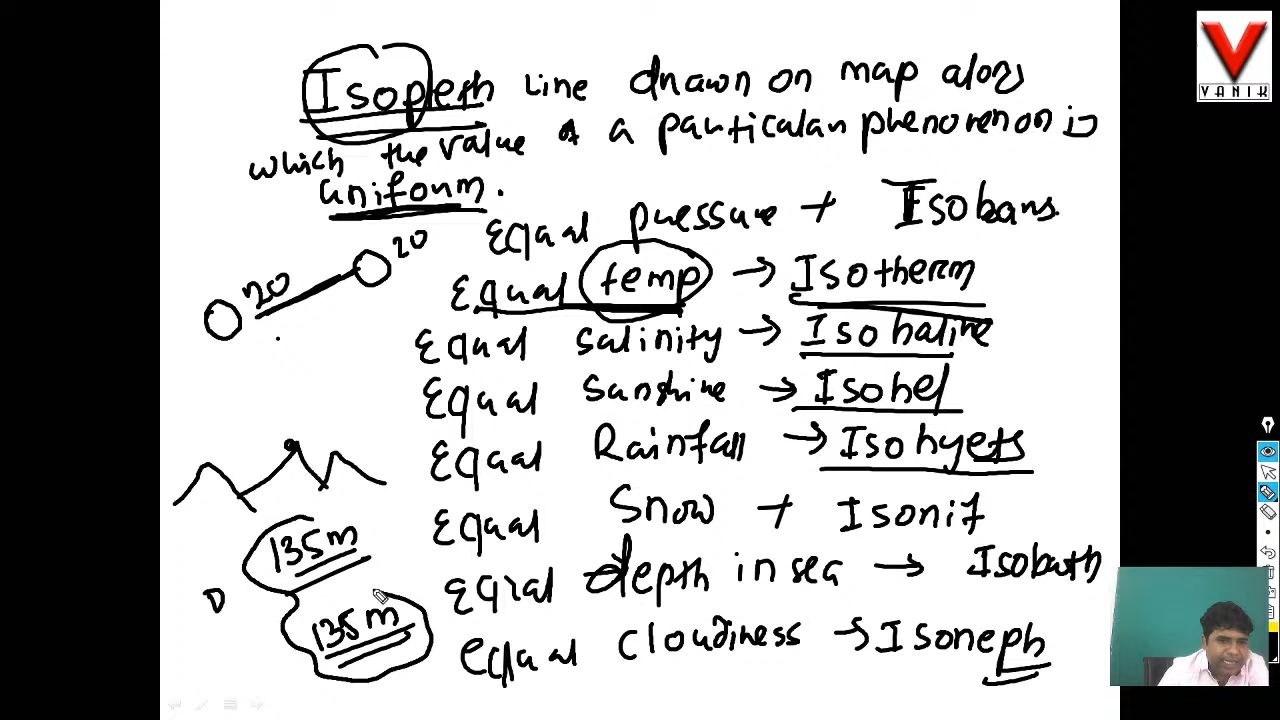 Isopeth Line drawn on map along
which the value of a particular phenomenon is
uniform.
Equal pressure → Isobars
20 20
Equal temp → Isotherm
Equal Salinity → Isohaline
Equal Sunshine → Isohel
Equal Rainfall → Isohyets
Equal Snow → Isonif
135m
Equal depth in sea → Isobath
D
135m
Equal Cloudiness → Isoneph
VANIK